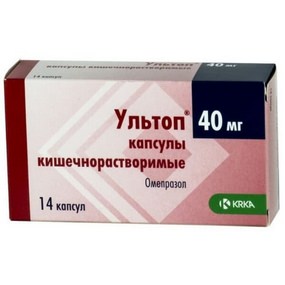 14 капсул
40 мг
Ультоп®
40 мг
капсулы
кишечнорастворимые
Омепразол
14 капсул
KRKA